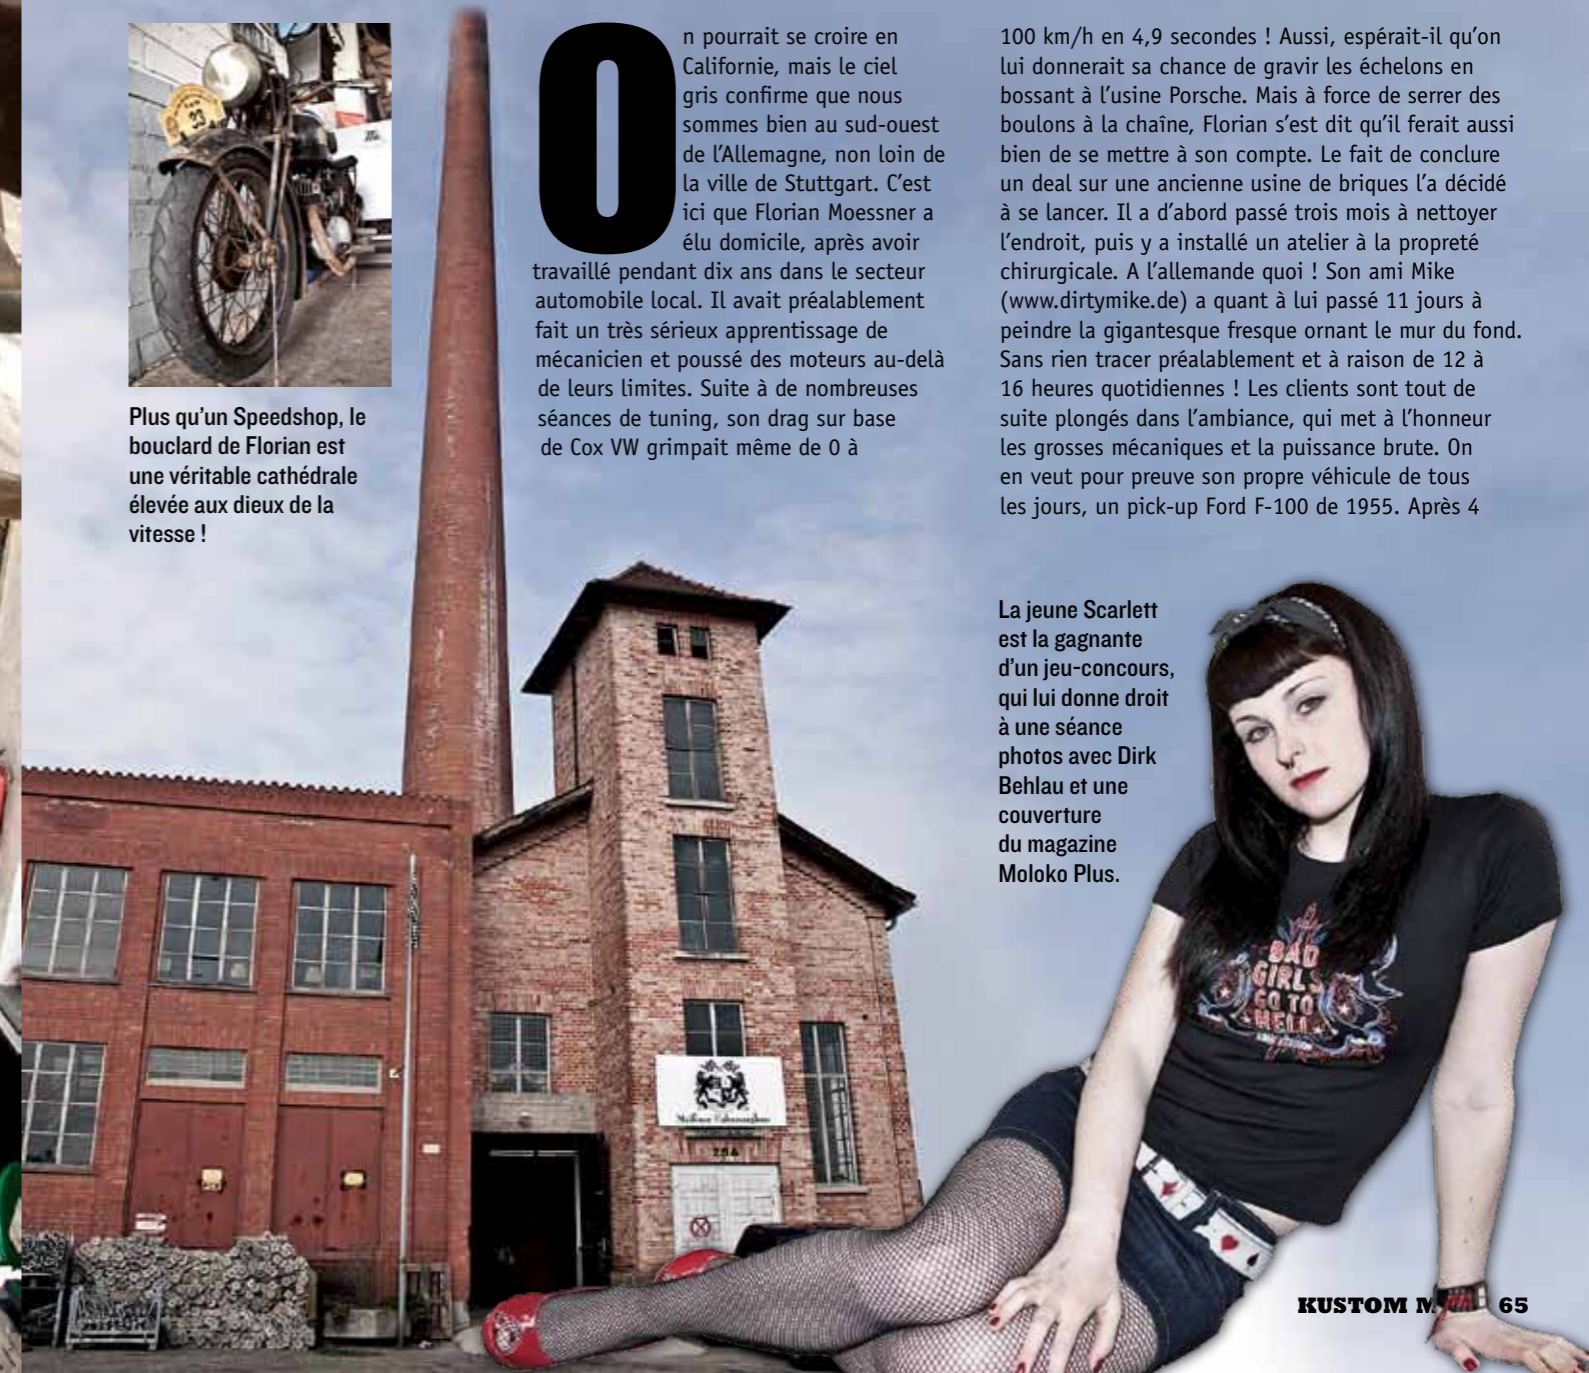 23
Plus qu'un Speedshop, le
bouclard de Florian est
une véritable cathédrale
élevée aux dieux de la
vitesse !
On pourrait se croire en
Californie, mais le ciel
gris confirme que nous
sommes bien au sud-ouest
de l'Allemagne, non loin de
la ville de Stuttgart. C'est
ici que Florian Moessner a
élu domicile, après avoir
travaillé pendant dix ans dans le secteur
automobile local. Il avait préalablement
fait un très sérieux apprentissage de
mécanicien et poussé des moteurs au-delà
de leurs limites. Suite à de nombreuses
séances de tuning, son drag sur base
de Cox VW grimpait même de 0 à
100 km/h en 4,9 secondes ! Aussi, espérait-il qu'on
lui donnerait sa chance de gravir les échelons en
bossant à l'usine Porsche. Mais à force de serrer des
boulons à la chaîne, Florian s'est dit qu'il ferait aussi
bien de se mettre à son compte. Le fait de conclure
un deal sur une ancienne usine de briques l'a décidé
à se lancer. Il a d'abord passé trois mois à nettoyer
l'endroit, puis y a installé un atelier à la propreté
chirurgicale. A l'allemande quoi ! Son ami Mike
(www.dirtymike.de) a quant à lui passé 11 jours à
peindre la gigantesque fresque ornant le mur du fond.
Sans rien tracer préalablement et à raison de 12 à
16 heures quotidiennes ! Les clients sont tout de
suite plongés dans l'ambiance, qui met à l'honneur
les grosses mécaniques et la puissance brute. On
en veut pour preuve son propre véhicule de tous
les jours, un pick-up Ford F-100 de 1955. Après 4
La jeune Scarlett
est la gagnante
d'un jeu-concours,
qui lui donne droit
à une séance
photos avec Dirk
Behlau et une
couverture
du magazine
Moloko Plus.
BAD
GIRLS
GO TO
HELL
KUSTOM
65